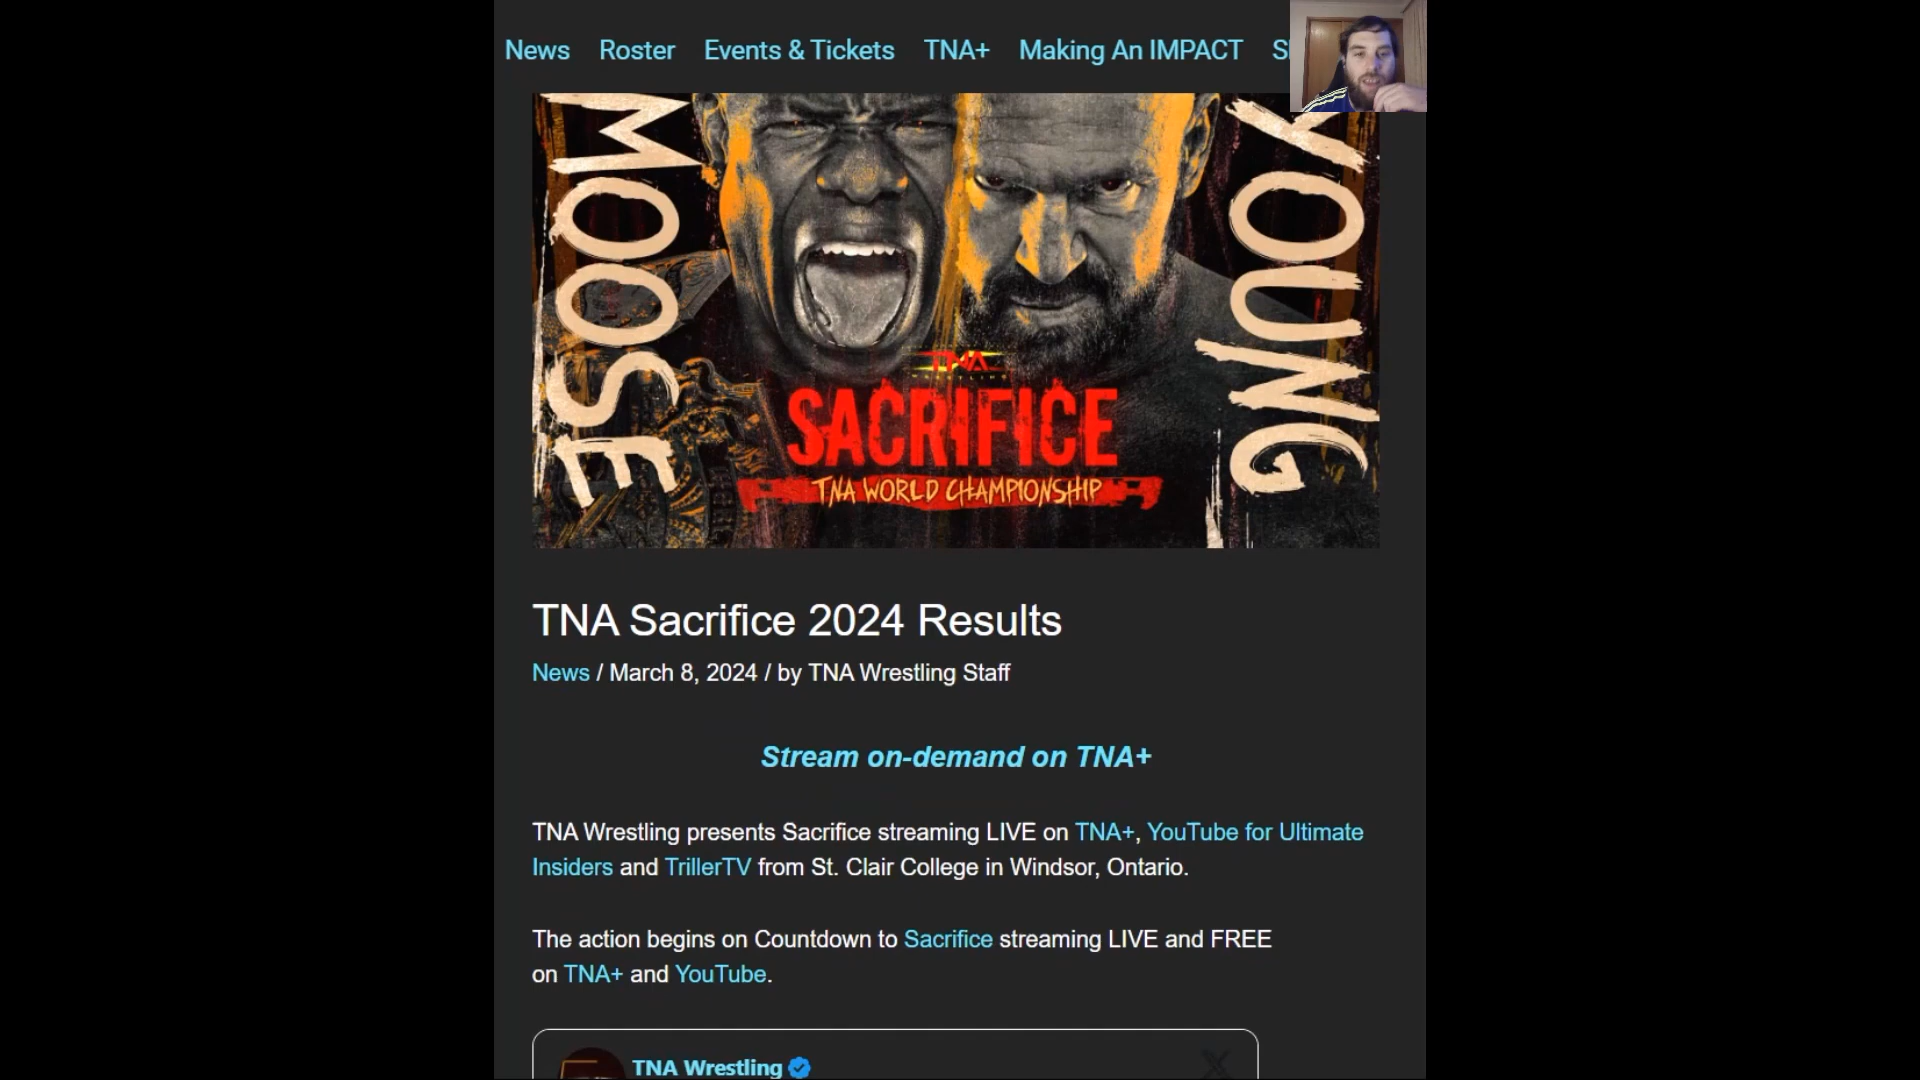 News Roster Events & Tickets TNA+ Making An IMPACT
MOOSE
YOUNG
TNA
WRESTLING
SACRIFICE
TNA WORLD CHAMPIONSHIP
TNA Sacrifice 2024 Results
News / March 8, 2024 / by TNA Wrestling Staff
Stream on-demand on TNA+
TNA Wrestling presents Sacrifice streaming LIVE on TNA+, YouTube for Ultimate
Insiders and TrillerTV from St. Clair College in Windsor, Ontario.
The action begins on Countdown to Sacrifice streaming LIVE and FREE
on TNA+ and YouTube.
TNA Wrestling